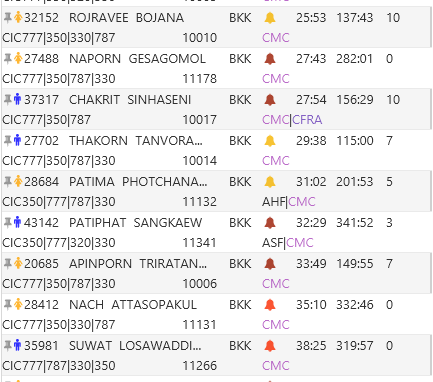 32152 ROJRAVEE BOJANA BKK 25:53 137:43 10
CIC777|350|330|787 10010 CMC
27488 NAPORN GESAGOMOL BKK 27:43 282:01 0
CIC350|777|787|330 11178 CMC
37317 CHAKRIT SINHASENI BKK 27:54 156:29 10
CIC777|350|787 10017 CMC|CFRA
27702 THAKORN TANVORA... BKK 29:38 115:00 7
CIC777|350|787|330 10014 CMC
28684 PATIMA PHOTCHANA... BKK 31:02 201:53 5
CIC350|777|787|330 11132 AHF|CMC
43142 PATIPHAT SANGKAEW BKK 32:29 341:52 3
CIC350|777|320|330 11341 ASF|CMC
20685 APINPORN TRIRATAN... BKK 33:49 149:55 7
CIC777|350|787|330 10006 CMC
28412 NACH ATTASOPAKUL BKK 35:10 332:46 0
CIC777|350|330|787 11131 CMC
35981 SUWAT LOSAWADDI... BKK 38:25 319:57 0
CIC777|787|330|350 11266 CMC